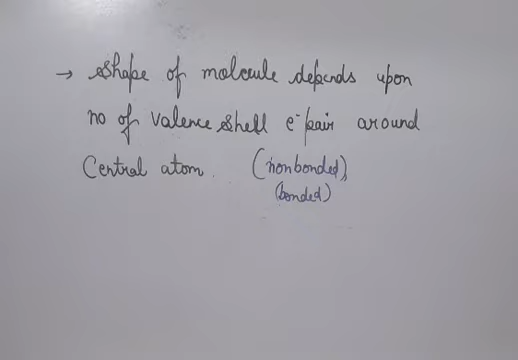 → Shape of molecule depends upon
no of valence shell e⁻ pair around
Central atom. (nonbonded),
(bonded)